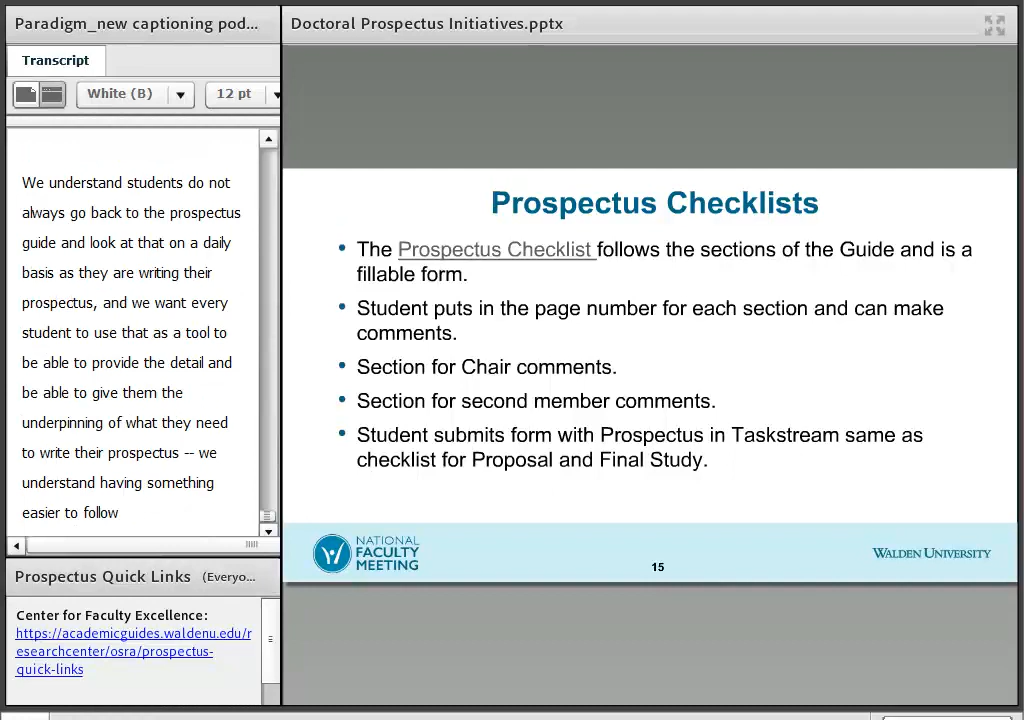 Paradigm_new captioning pod...
Transcript
White (B)
12 pt
We understand students do not
always go back to the prospectus
guide and look at that on a daily
basis as they are writing their
prospectus, and we want every
student to use that as a tool to
be able to provide the detail and
be able to give them the
underpinning of what they need
to write their prospectus -- we
understand having something
easier to follow
Prospectus Quick Links (Everyo...
Center for Faculty Excellence:
https://academicguides.waldenu.edu/r
esearchcenter/osra/prospectus-
quick-links
Doctoral Prospectus Initiatives.pptx
Prospectus Checklists
• The Prospectus Checklist follows the sections of the Guide and is a
fillable form.
• Student puts in the page number for each section and can make
comments.
• Section for Chair comments.
• Section for second member comments.
• Student submits form with Prospectus in Taskstream same as
checklist for Proposal and Final Study.
NATIONAL
FACULTY
MEETING
15
WALDEN UNIVERSITY